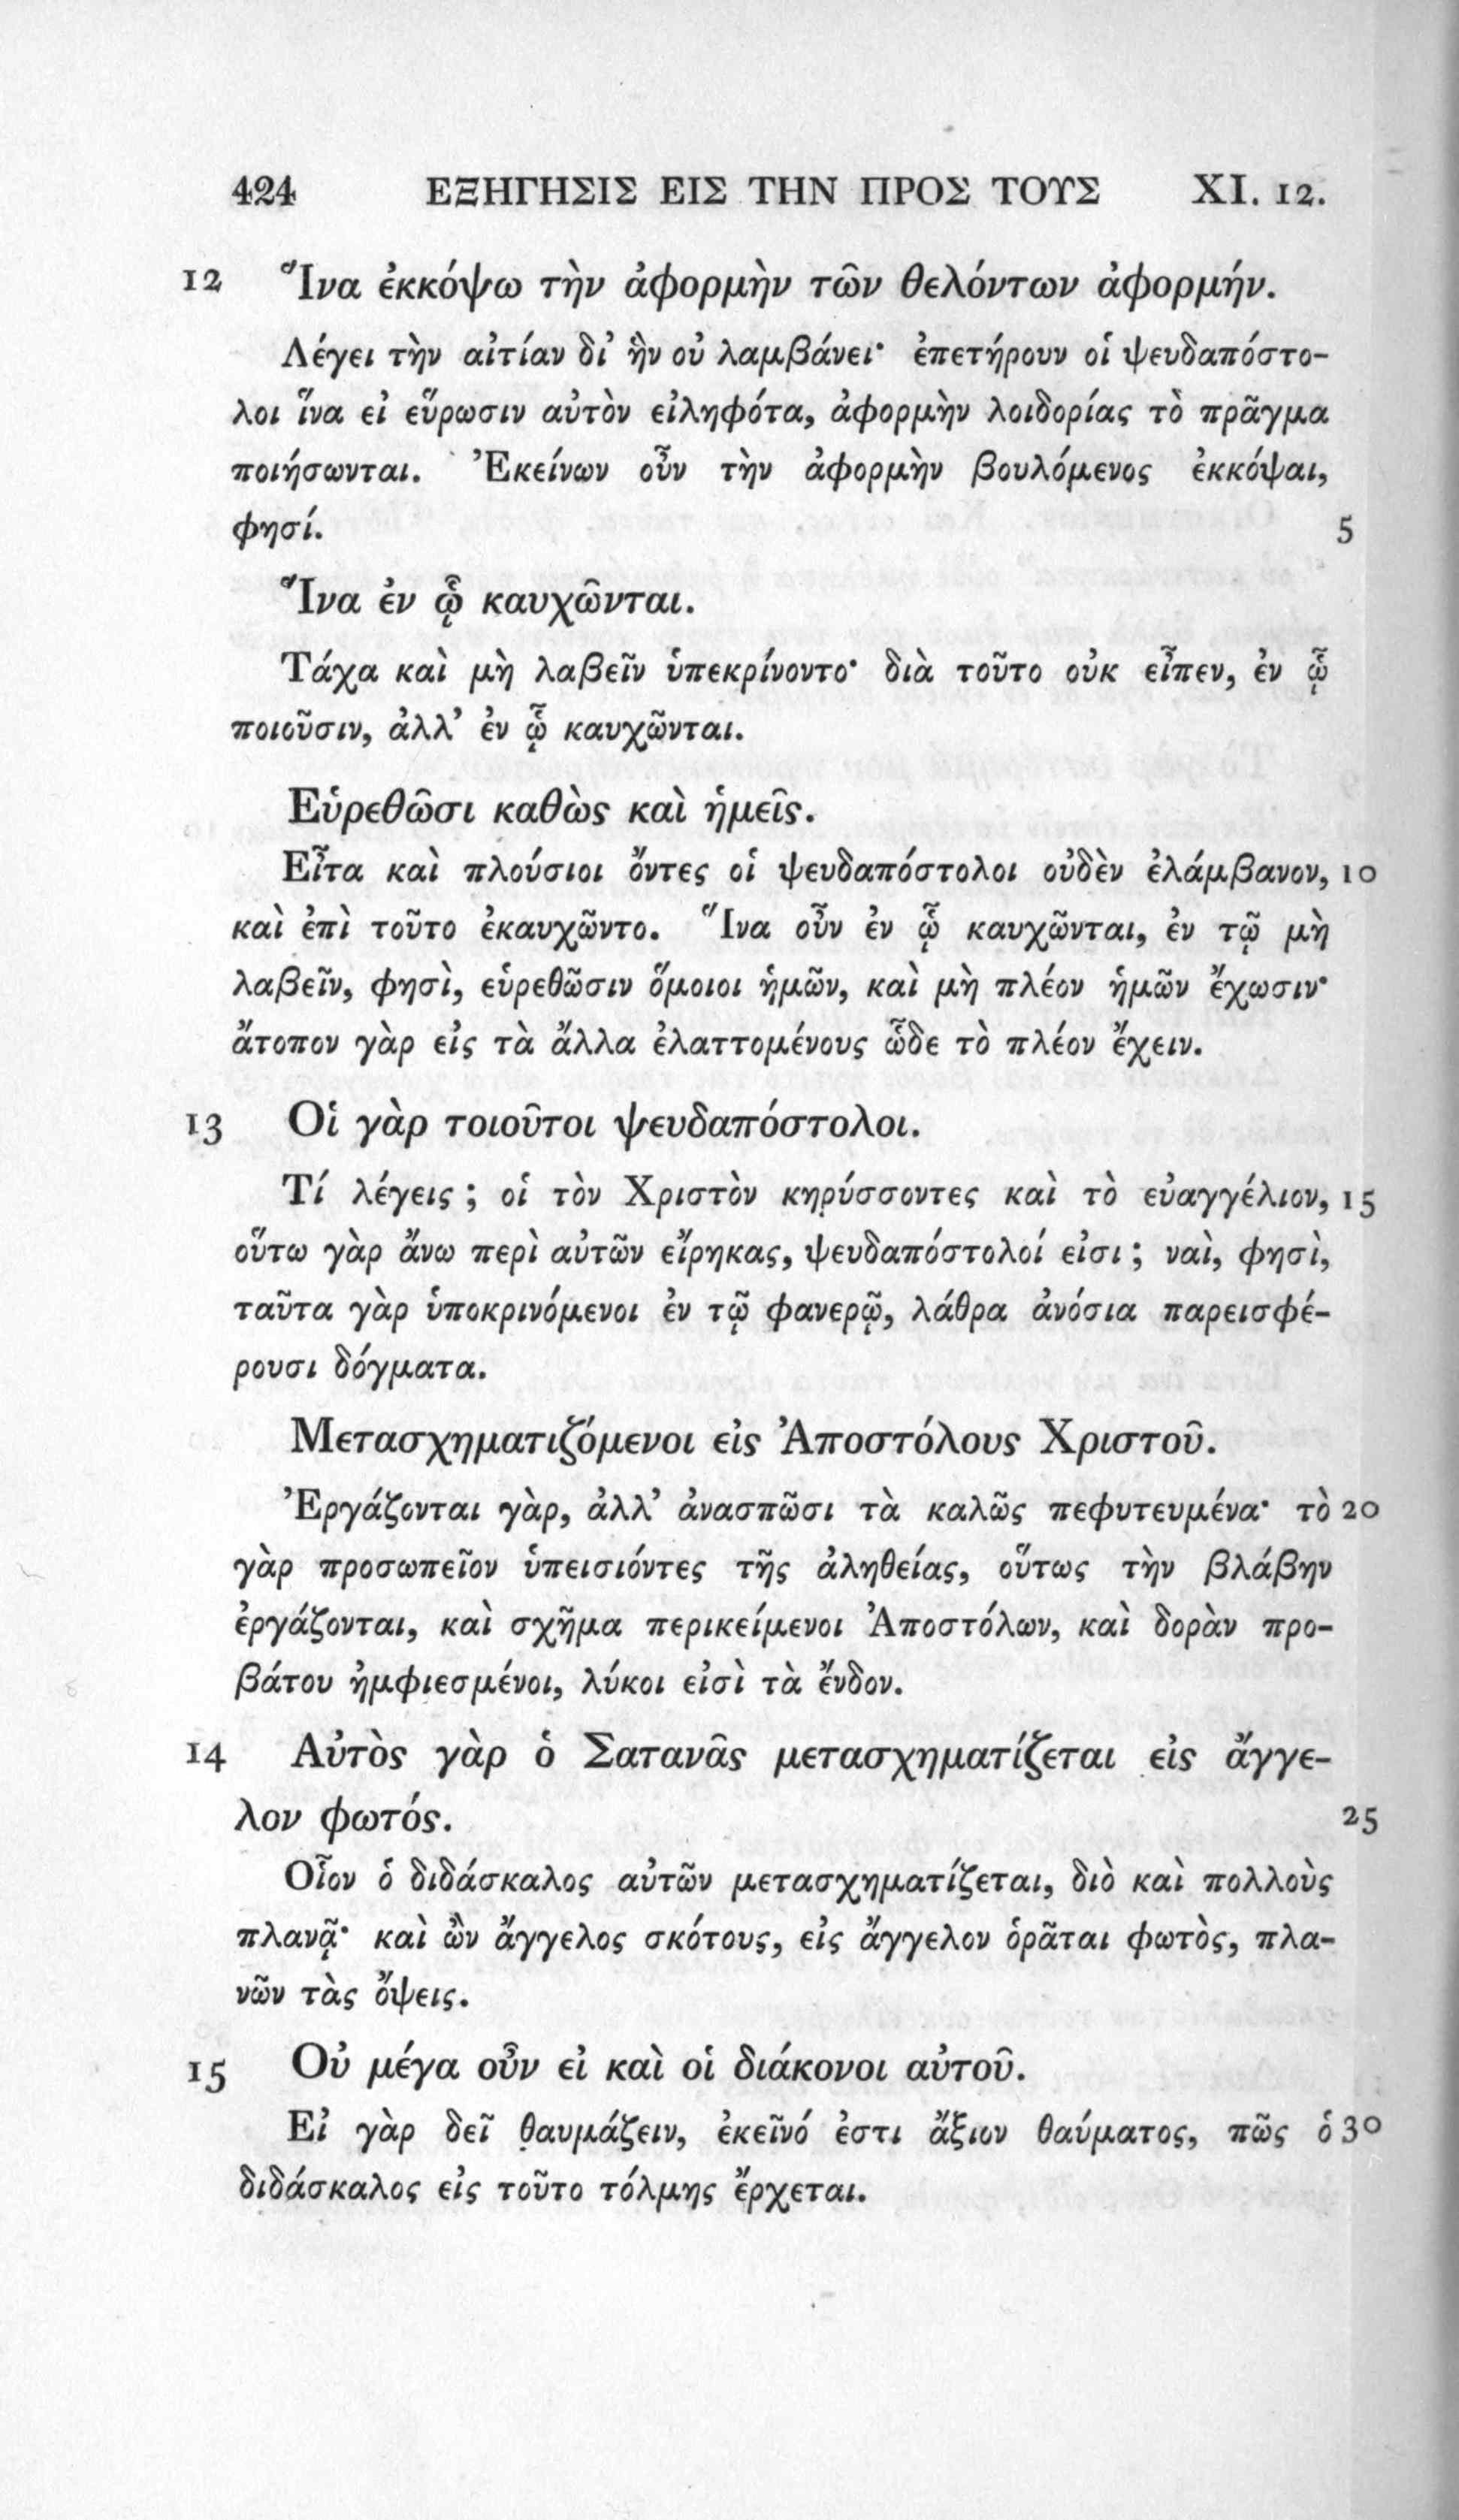 424 ΕΞΗΓΗΣΙΣ ΕΙΣ ΤΗΝ ΠΡΟΣ ΤΟΥΣ XI. 12.
12 Ἵνα ἐκκόψω τὴν ἀφορμὴν τῶν θελόντων ἀφορμήν.
Λέγει τὴν αἰτίαν δι’ ἣν οὐ λαμβάνει· ἐπετήρουν οἱ ψευδαπόστο-
λοι ἵνα εἰ εὕρωσιν αὐτὸν εἰληφότα, ἀφορμὴν λοιδορίας τὸ πρᾶγμα
ποιήσωνται. Ἐκείνων οὖν τὴν ἀφορμὴν βουλόμενος ἐκκόψαι,
φησί. 5
Ἵνα ἐν ᾧ καυχῶνται.
Τάχα καὶ μὴ λαβεῖν ὑπεκρίνοντο· διὰ τοῦτο οὐκ εἶπεν, ἐν ᾧ
ποιοῦσιν, ἀλλ’ ἐν ᾧ καυχῶνται.
Εὑρεθῶσι καθὼς καὶ ἡμεῖς.
Εἶτα καὶ πλούσιοι ὄντες οἱ ψευδαπόστολοι οὐδὲν ἐλάμβανον, 10
καὶ ἐπὶ τοῦτο ἐκαυχῶντο. Ἵνα οὖν ἐν ᾧ καυχῶνται, ἐν τῷ μὴ
λαβεῖν, φησὶ, εὑρεθῶσιν ὅμοιοι ἡμῶν, καὶ μὴ πλέον ἡμῶν ἔχωσιν·
ἄτοπον γὰρ εἰς τὰ ἄλλα ἐλαττομένους ὧδε τὸ πλέον ἔχειν.
13 Οἱ γὰρ τοιοῦτοι ψευδαπόστολοι.
Τί λέγεις ; οἱ τὸν Χριστὸν κηρύσσοντες καὶ τὸ εὐαγγέλιον, 15
οὕτω γὰρ ἄνω περὶ αὐτῶν εἴρηκας, ψευδαπόστολοί εἰσι ; ναὶ, φησὶ,
ταῦτα γὰρ ὑποκρινόμενοι ἐν τῷ φανερῷ, λάθρα ἀνόσια παρεισφέ-
ρουσι δόγματα.
Μετασχηματιζόμενοι εἰς Ἀποστόλους Χριστοῦ.
Ἐργάζονται γὰρ, ἀλλ’ ἀνασπῶσι τὰ καλῶς πεφυτευμένα· τὸ 20
γὰρ προσωπεῖον ὑπεισιόντες τῆς ἀληθείας, οὕτως τὴν βλάβην
ἐργάζονται, καὶ σχῆμα περικείμενοι Ἀποστόλων, καὶ δορὰν προ-
βάτου ἠμφιεσμένοι, λύκοι εἰσὶ τὰ ἔνδον.
14 Αὐτὸς γὰρ ὁ Σατανᾶς μετασχηματίζεται εἰς ἄγγε-
λον φωτός. 25
Οἷον ὁ διδάσκαλος αὐτῶν μετασχηματίζεται, διὸ καὶ πολλοὺς
πλανᾷ· καὶ ὢν ἄγγελος σκότους, εἰς ἄγγελον ὁρᾶται φωτὸς, πλα-
νῶν τὰς ὄψεις.
15 Οὐ μέγα οὖν εἰ καὶ οἱ διάκονοι αὐτοῦ.
Εἰ γὰρ δεῖ θαυμάζειν, ἐκεῖνό ἐστι ἄξιον θαύματος, πῶς ὁ 30
διδάσκαλος εἰς τοῦτο τόλμης ἔρχεται.